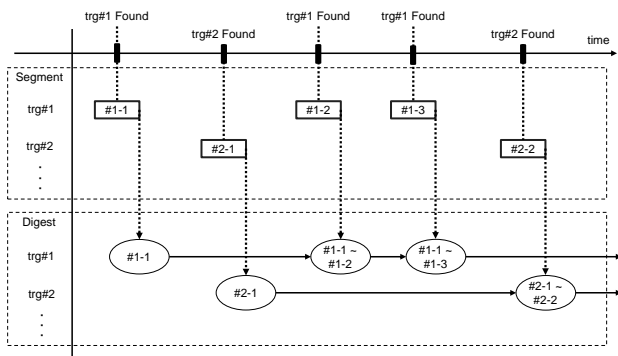 trg#1 Found
trg#1 Found
trg#1 Found
trg#2 Found
trg#2 Found
time
Segment
trg#1
#1-1
#1-2
#1-3
trg#2
#2-1
#2-2
Digest
trg#1
#1-1
#1-1 ~
#1-2
#1-1 ~
#1-3
trg#2
#2-1
#2-1 ~
#2-2